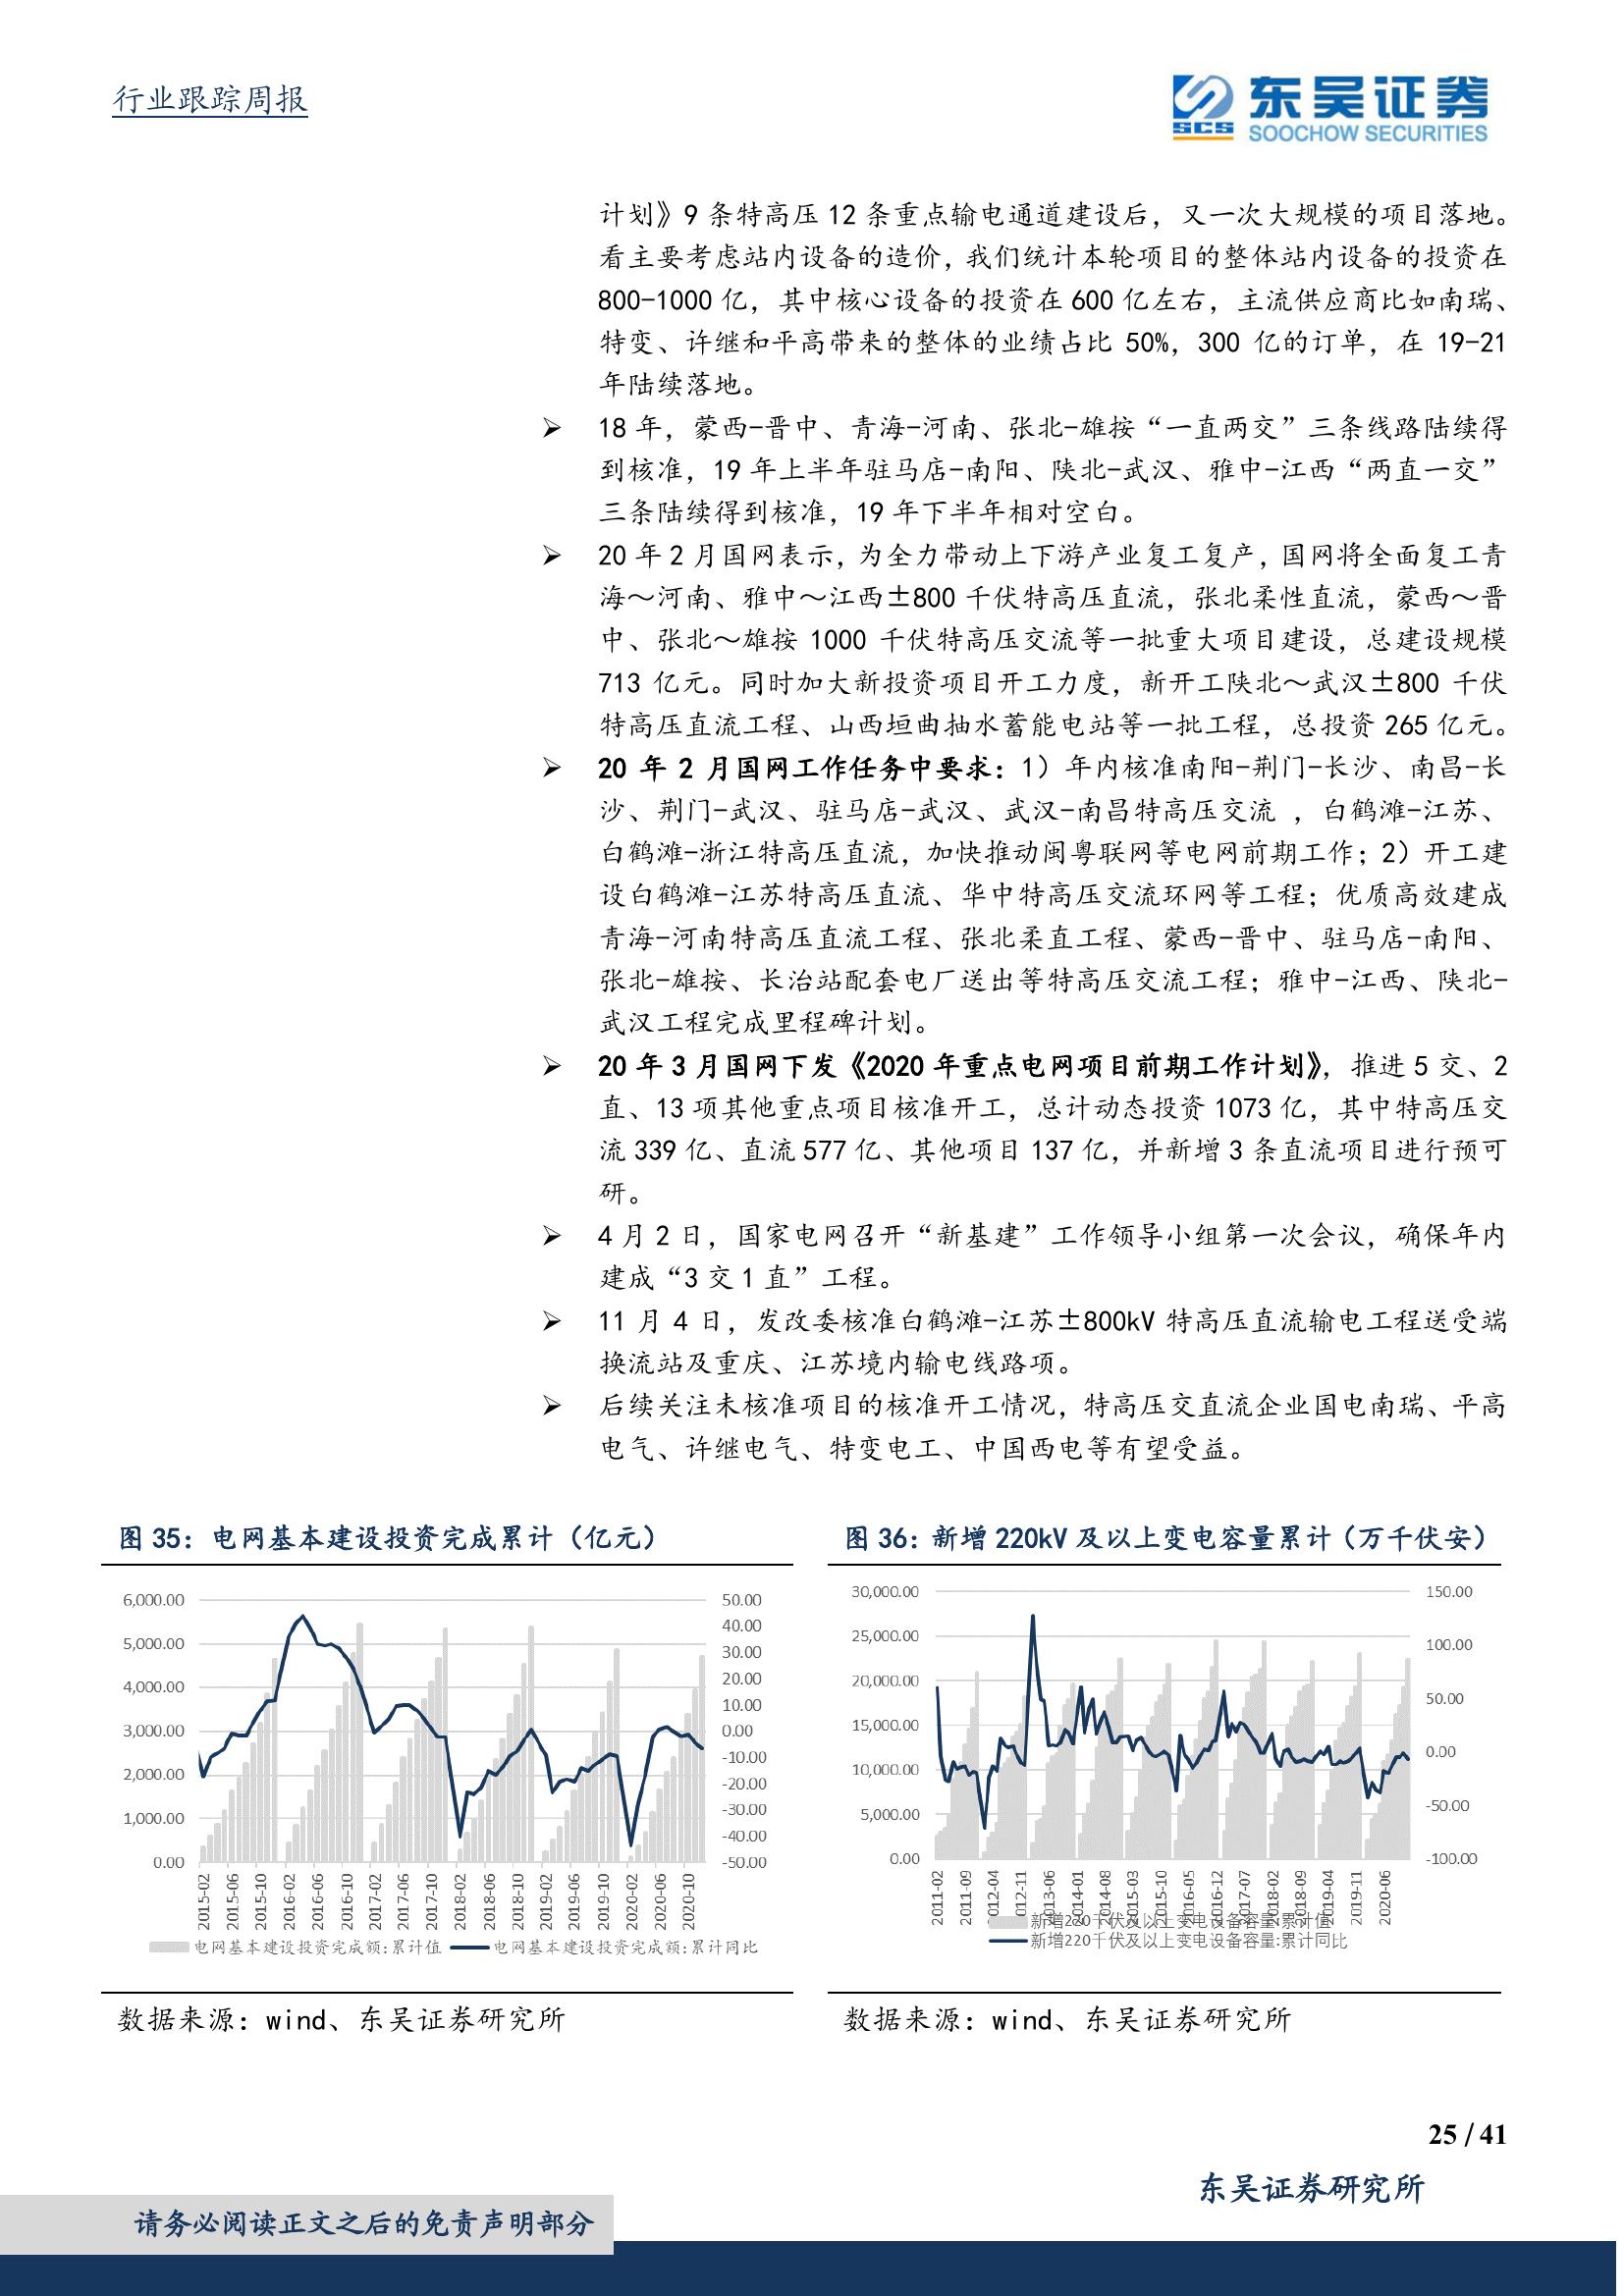 行业跟踪周报
东吴证券
SCS
SOOCHOW SECURITIES
计划》9 条特高压 12 条重点输电通道建设后，又一次大规模的项目落地。
看主要考虑站内设备的造价，我们统计本轮项目的整体站内设备的投资在
800-1000 亿，其中核心设备的投资在 600 亿左右，主流供应商比如南瑞、
特变、许继和平高带来的整体的业绩占比 50%，300 亿的订单，在 19-21
年陆续落地。
➢ 18 年，蒙西-晋中、青海-河南、张北-雄按“一直两交”三条线路陆续得
到核准，19 年上半年驻马店-南阳、陕北-武汉、雅中-江西“两直一交”
三条陆续得到核准，19 年下半年相对空白。
➢ 20 年 2 月国网表示，为全力带动上下游产业复工复产，国网将全面复工青
海～河南、雅中～江西±800 千伏特高压直流，张北柔性直流，蒙西～晋
中、张北～雄按 1000 千伏特高压交流等一批重大项目建设，总建设规模
713 亿元。同时加大新投资项目开工力度，新开工陕北～武汉±800 千伏
特高压直流工程、山西垣曲抽水蓄能电站等一批工程，总投资 265 亿元。
➢ 20 年 2 月国网工作任务中要求：1）年内核准南阳-荆门-长沙、南昌-长
沙、荆门-武汉、驻马店-武汉、武汉-南昌特高压交流 ，白鹤滩-江苏、
白鹤滩-浙江特高压直流，加快推动闽粤联网等电网前期工作；2）开工建
设白鹤滩-江苏特高压直流、华中特高压交流环网等工程；优质高效建成
青海-河南特高压直流工程、张北柔直工程、蒙西-晋中、驻马店-南阳、
张北-雄按、长治站配套电厂送出等特高压交流工程；雅中-江西、陕北-
武汉工程完成里程碑计划。
➢ 20 年 3 月国网下发《2020 年重点电网项目前期工作计划》，推进 5 交、2
直、13 项其他重点项目核准开工，总计动态投资 1073 亿，其中特高压交
流 339 亿、直流 577 亿、其他项目 137 亿，并新增 3 条直流项目进行预可
研。
➢ 4 月 2 日，国家电网召开“新基建”工作领导小组第一次会议，确保年内
建成“3 交 1 直”工程。
➢ 11 月 4 日，发改委核准白鹤滩-江苏±800kV 特高压直流输电工程送受端
换流站及重庆、江苏境内输电线路项。
➢ 后续关注未核准项目的核准开工情况，特高压交直流企业国电南瑞、平高
电气、许继电气、特变电工、中国西电等有望受益。
图 35：电网基本建设投资完成累计（亿元）
6,000.00
5,000.00
4,000.00
3,000.00
2,000.00
1,000.00
0.00
50.00
40.00
30.00
20.00
10.00
0.00
-10.00
-20.00
-30.00
-40.00
-50.00
2015-02
2015-06
2015-10
2016-02
2016-06
2016-10
2017-02
2017-06
2017-10
2018-02
2018-06
2018-10
2019-02
2019-06
2019-10
2020-02
2020-06
2020-10
电网基本建设投资完成额:累计值
电网基本建设投资完成额:累计同比
数据来源：wind、东吴证券研究所
图 36：新增 220kV 及以上变电容量累计（万千伏安）
30,000.00
25,000.00
20,000.00
15,000.00
10,000.00
5,000.00
0.00
150.00
100.00
50.00
0.00
-50.00
-100.00
2011-02
2011-09
2012-04
2012-11
2013-06
2014-01
2014-08
2015-03
2015-10
2016-05
2016-12
2017-07
2018-02
2018-09
2019-04
2019-11
2020-06
新增220千伏及以上变电设备容量:累计值
新增220千伏及以上变电设备容量:累计同比
数据来源：wind、东吴证券研究所
25 / 41
东吴证券研究所
请务必阅读正文之后的免责声明部分